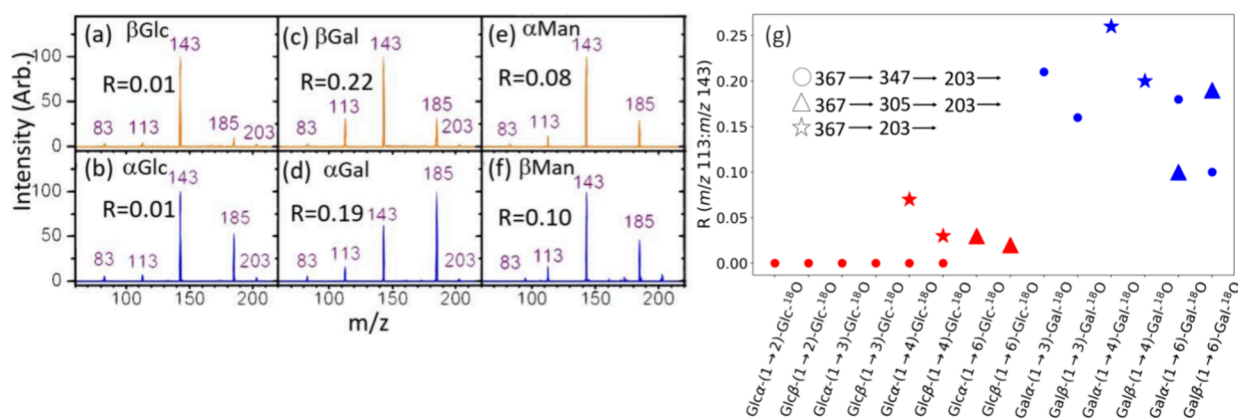 Intensity (Arb.)
100
50
0
100
50
0
(a) βGlc
143
R=0.01
83 113 185 203
(c) βGal
143
R=0.22
83 113 185 203
(e) αMan
143
R=0.08
83 113 185
(b) αGlc
143
R=0.01
83 113 185 203
(d) αGal
185
143
R=0.19
83 113 203
(f) βMan
143
R=0.10
83 113 185
100 150 200
100 150 200
100 150 200
m/z
(g)
367 → 347 → 203 →
367 → 305 → 203 →
367 → 203 →
R (m/z 113:m/z 143)
0.25
0.20
0.15
0.10
0.05
0.00
Glcα-(1→2)-Glc-¹⁸O
Glcβ-(1→2)-Glc-¹⁸O
Glcα-(1→3)-Glc-¹⁸O
Glcβ-(1→3)-Glc-¹⁸O
Glcα-(1→4)-Glc-¹⁸O
Glcβ-(1→4)-Glc-¹⁸O
Glcα-(1→6)-Glc-¹⁸O
Glcβ-(1→6)-Glc-¹⁸O
Galα-(1→3)-Gal-¹⁸O
Galβ-(1→3)-Gal-¹⁸O
Galα-(1→4)-Gal-¹⁸O
Galβ-(1→4)-Gal-¹⁸O
Galα-(1→6)-Gal-¹⁸O
Galβ-(1→6)-Gal-¹⁸O